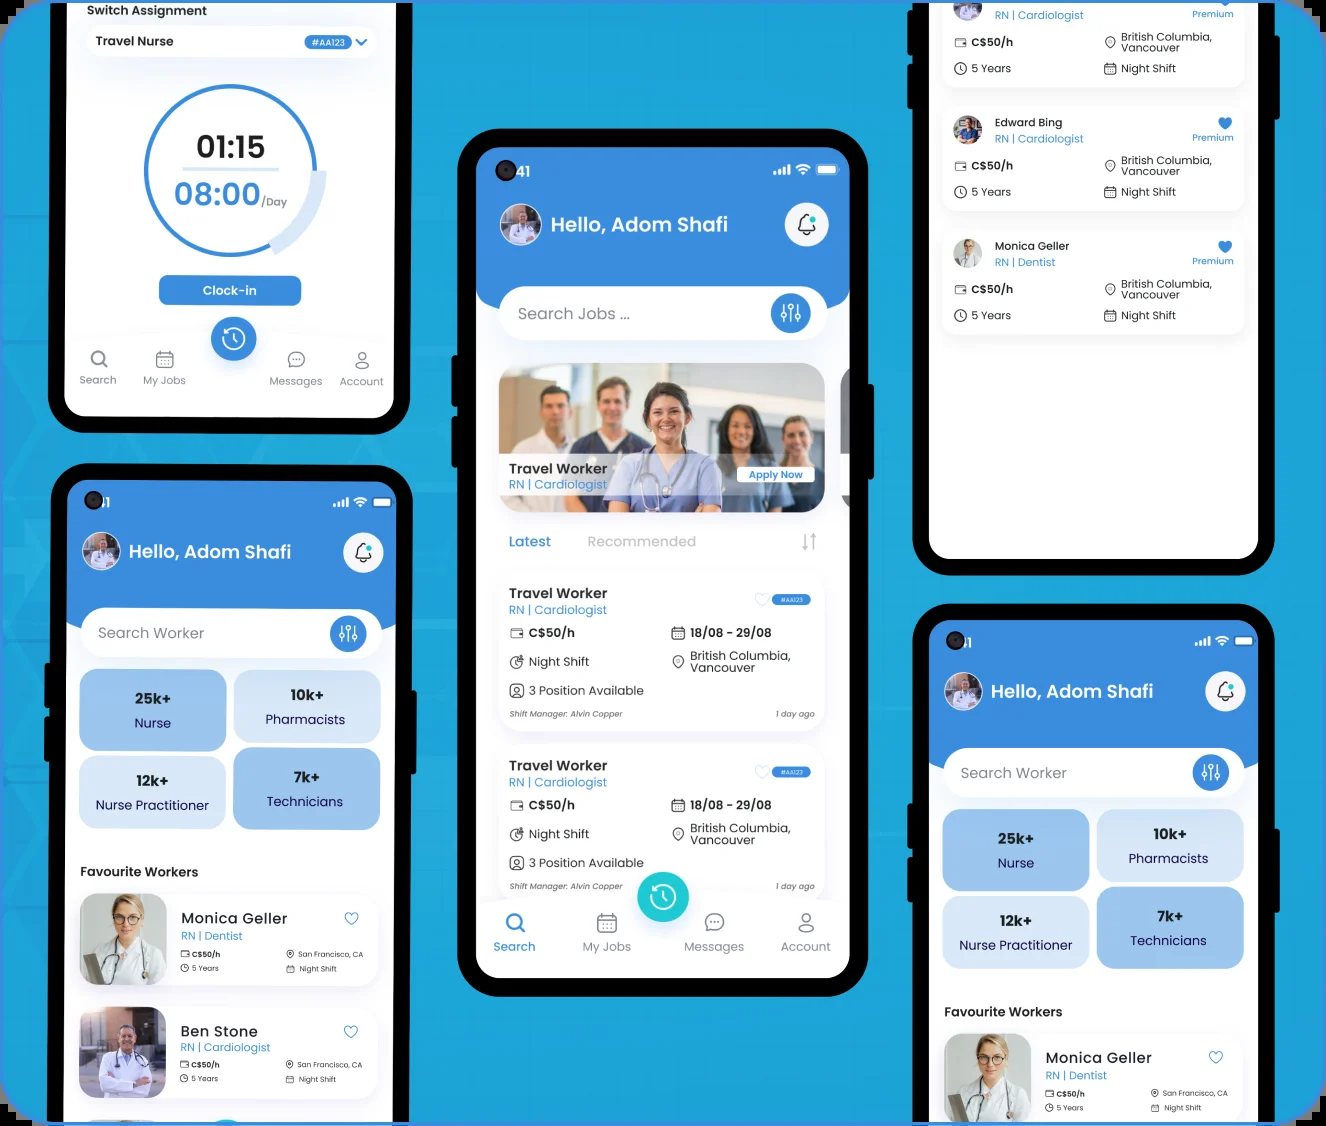 Switch Assignment
Travel Nurse
#AA123
01:15
08:00/Day
Clock-in
Search
My Jobs
Messages
Account
41
Hello, Adom Shafi
Search Worker
25k+
Nurse
10k+
Pharmacists
12k+
Nurse Practitioner
7k+
Technicians
Favourite Workers
Monica Geller
RN | Dentist
C$50/h
San Francisco, CA
5 Years
Night Shift
Ben Stone
RN | Cardiologist
C$50/h
San Francisco, CA
5 Years
Night Shift
41
Hello, Adom Shafi
Search Jobs ...
Travel Worker
RN | Cardiologist
Apply Now
Latest
Recommended
Travel Worker
#AA123
RN | Cardiologist
C$50/h
18/08 - 29/08
Night Shift
British Columbia,
Vancouver
3 Position Available
Shift Manager: Alvin Copper
1 day ago
Travel Worker
#AA123
RN | Cardiologist
C$50/h
18/08 - 29/08
Night Shift
British Columbia,
Vancouver
3 Position Available
Shift Manager: Alvin Copper
1 day ago
Search
My Jobs
Messages
Account
RN | Cardiologist
Premium
C$50/h
British Columbia,
Vancouver
5 Years
Night Shift
Edward Bing
RN | Cardiologist
Premium
C$50/h
British Columbia,
Vancouver
5 Years
Night Shift
Monica Geller
RN | Dentist
Premium
C$50/h
British Columbia,
Vancouver
5 Years
Night Shift
41
Hello, Adom Shafi
Search Worker
25k+
Nurse
10k+
Pharmacists
12k+
Nurse Practitioner
7k+
Technicians
Favourite Workers
Monica Geller
RN | Dentist
C$50/h
San Francisco, CA
5 Years
Night Shift